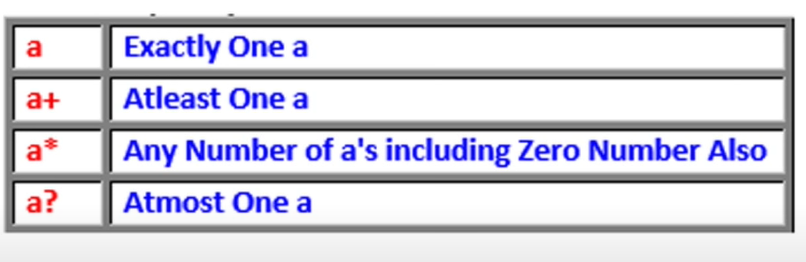 a Exactly One a
a+ Atleast One a
a* Any Number of a's including Zero Number Also
a? Atmost One a